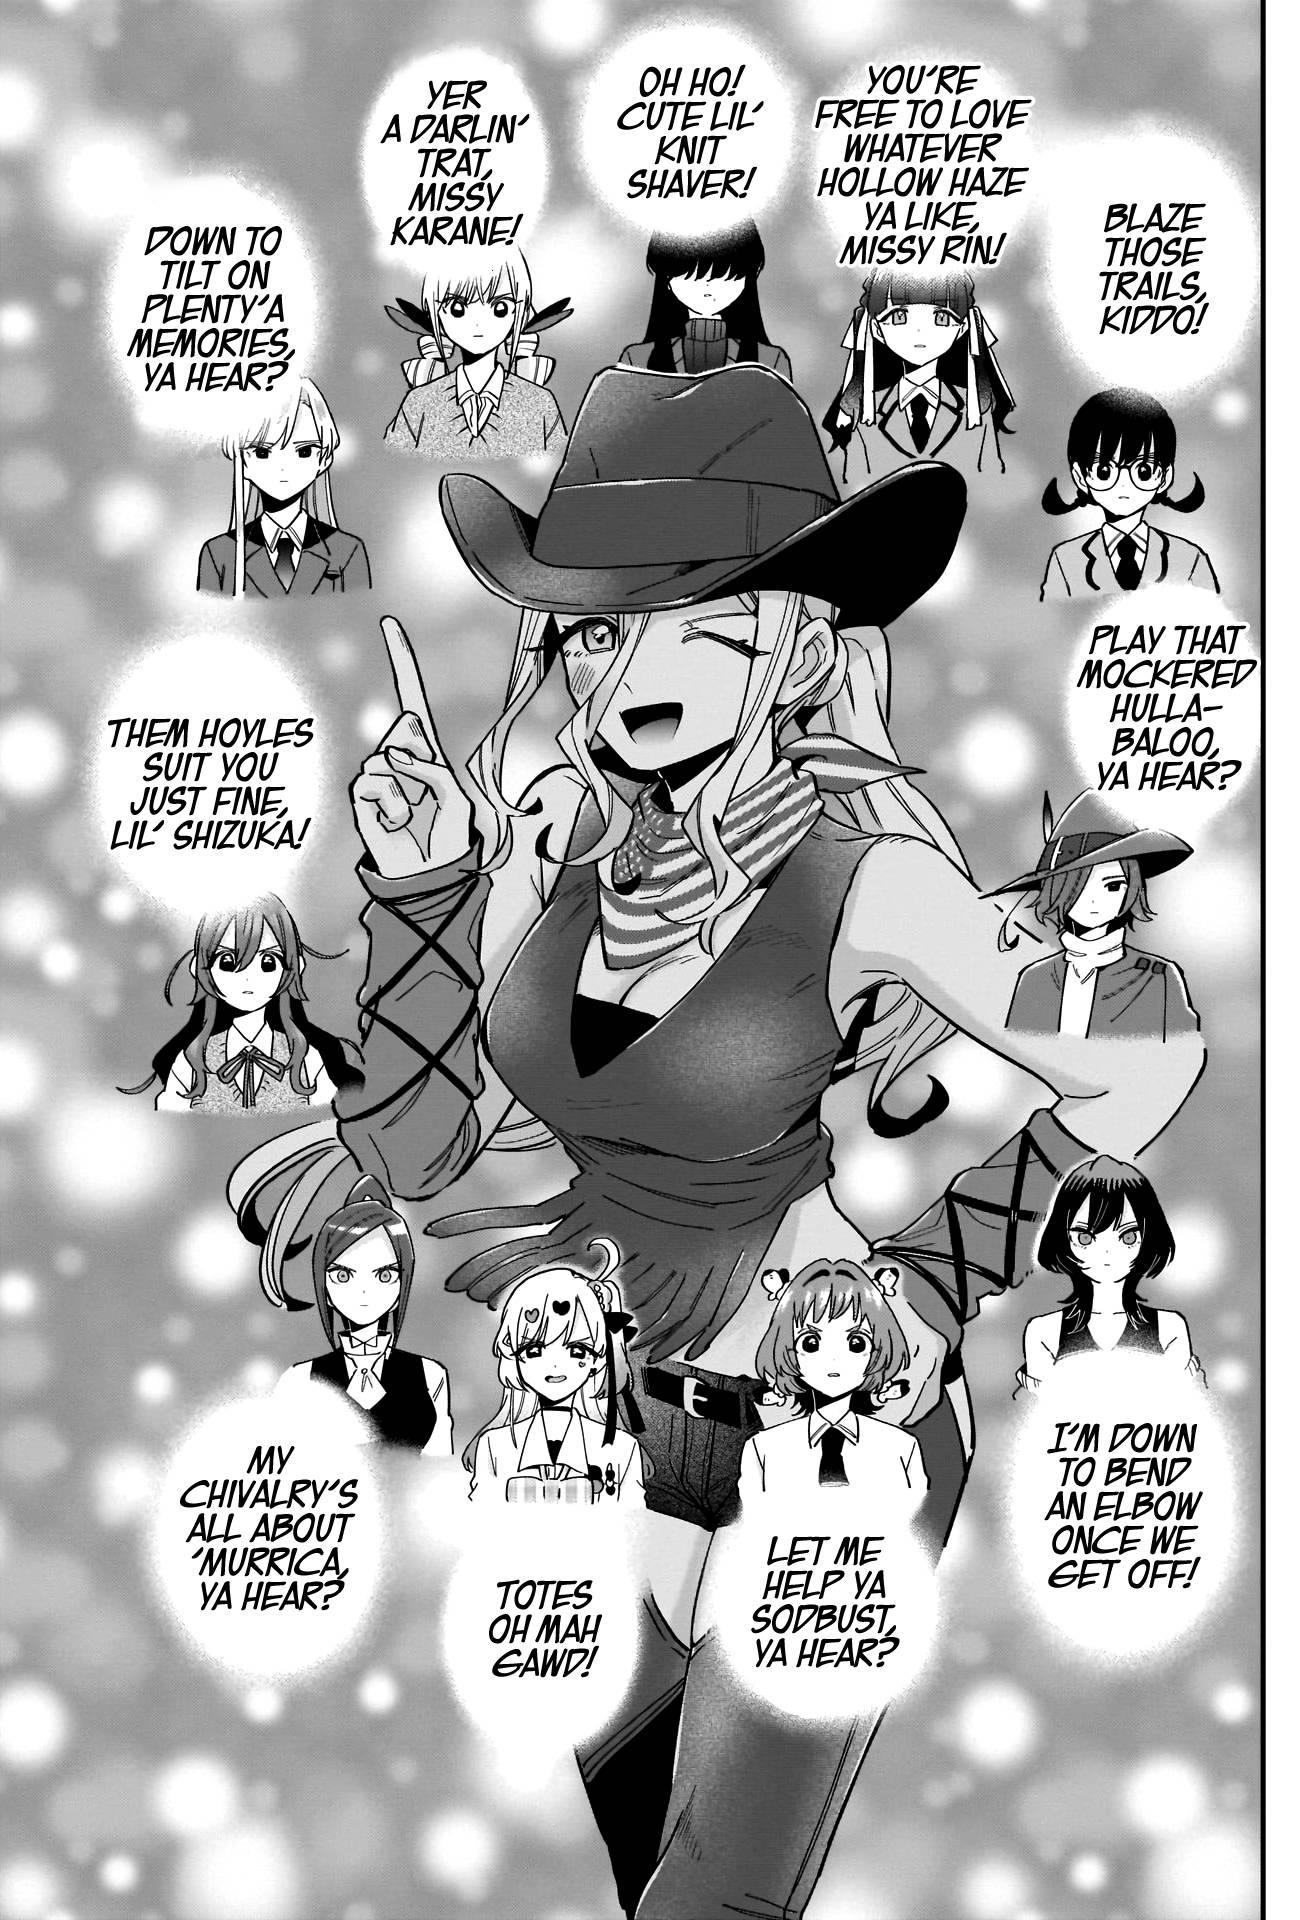 BLAZE
THOSE
TRAILS,
KIDDO!
YOU'RE
FREE TO LOVE
WHATEVER
HOLLOW HAZE
YA LIKE,
MISSY RIN!
OH HO!
CUTE LIL'
KNIT
SHAVER!
YER
A DARLIN'
TRAT,
MISSY
KARANE!
DOWN TO
TILT ON
PLENTY'A
MEMORIES,
YA HEAR?
PLAY THAT
MOCKERED
HULLA-
BALOO,
YA HEAR?
THEM HOYLES
SUIT YOU
JUST FINE,
LIL' SHIZUKA!
I'M DOWN
TO BEND
AN ELBOW
ONCE WE
GET OFF!
LET ME
HELP YA
SODBUST,
YA HEAR?
TOTES
OH MAH
GAWD!
MY
CHIVALRY'S
ALL ABOUT
'MURRICA,
YA HEAR?